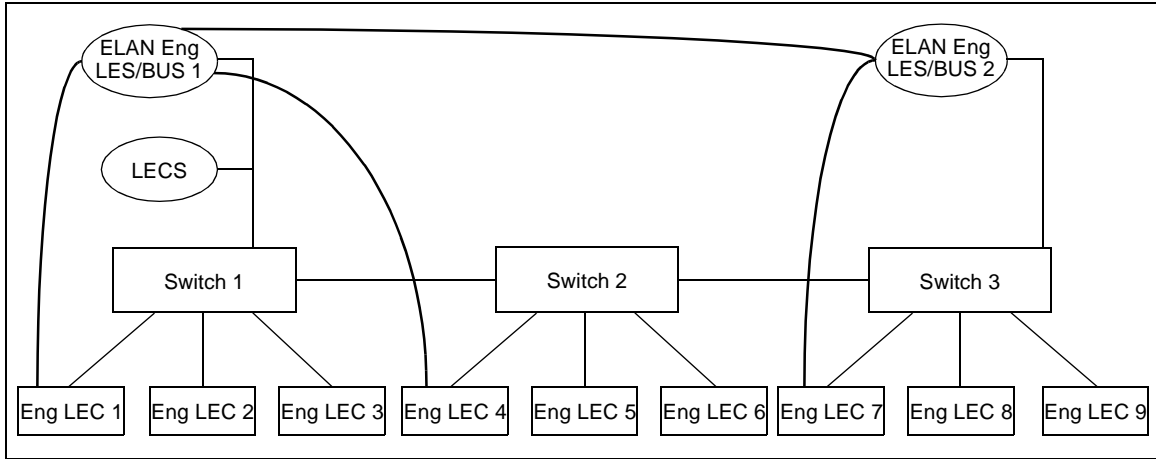 ELAN Eng
LES/BUS 1
ELAN Eng
LES/BUS 2
LECS
Switch 1
Switch 2
Switch 3
Eng LEC 1
Eng LEC 2
Eng LEC 3
Eng LEC 4
Eng LEC 5
Eng LEC 6
Eng LEC 7
Eng LEC 8
Eng LEC 9